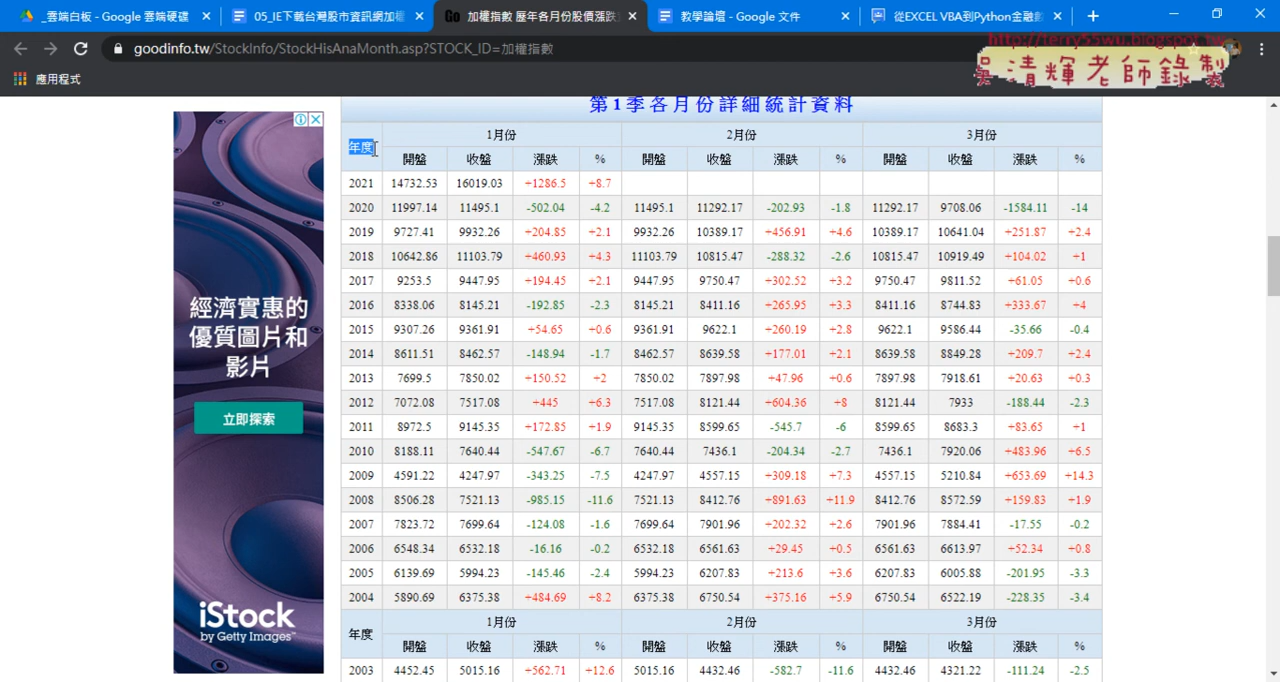 _雲端白板 - Google 雲端硬碟
05_IE下載台灣股市資訊網加權
加權指數 歷年各月份股價漲跌
教學論壇 - Google 文件
從EXCEL VBA到Python金融
goodinfo.tw/StockInfo/StockHisAnaMonth.asp?STOCK_ID=加權指數
http://terry55wu.blogspot.tw
吳清輝老師錄製
應用程式
第1季各月份詳細統計資料
年度 1月份 2月份 3月份
開盤 收盤 漲跌 % 開盤 收盤 漲跌 % 開盤 收盤 漲跌 %
2021 14732.53 16019.03 +1286.5 +8.7
2020 11997.14 11495.1 -502.04 -4.2 11495.1 11292.17 -202.93 -1.8 11292.17 9708.06 -1584.11 -14
2019 9727.41 9932.26 +204.85 +2.1 9932.26 10389.17 +456.91 +4.6 10389.17 10641.04 +251.87 +2.4
2018 10642.86 11103.79 +460.93 +4.3 11103.79 10815.47 -288.32 -2.6 10815.47 10919.49 +104.02 +1
2017 9253.5 9447.95 +194.45 +2.1 9447.95 9750.47 +302.52 +3.2 9750.47 9811.52 +61.05 +0.6
2016 8338.06 8145.21 -192.85 -2.3 8145.21 8411.16 +265.95 +3.3 8411.16 8744.83 +333.67 +4
2015 9307.26 9361.91 +54.65 +0.6 9361.91 9622.1 +260.19 +2.8 9622.1 9586.44 -35.66 -0.4
2014 8611.51 8462.57 -148.94 -1.7 8462.57 8639.58 +177.01 +2.1 8639.58 8849.28 +209.7 +2.4
2013 7699.5 7850.02 +150.52 +2 7850.02 7897.98 +47.96 +0.6 7897.98 7918.61 +20.63 +0.3
2012 7072.08 7517.08 +445 +6.3 7517.08 8121.44 +604.36 +8 8121.44 7933 -188.44 -2.3
2011 8972.5 9145.35 +172.85 +1.9 9145.35 8599.65 -545.7 -6 8599.65 8683.3 +83.65 +1
2010 8188.11 7640.44 -547.67 -6.7 7640.44 7436.1 -204.34 -2.7 7436.1 7920.06 +483.96 +6.5
2009 4591.22 4247.97 -343.25 -7.5 4247.97 4557.15 +309.18 +7.3 4557.15 5210.84 +653.69 +14.3
2008 8506.28 7521.13 -985.15 -11.6 7521.13 8412.76 +891.63 +11.9 8412.76 8572.59 +159.83 +1.9
2007 7823.72 7699.64 -124.08 -1.6 7699.64 7901.96 +202.32 +2.6 7901.96 7884.41 -17.55 -0.2
2006 6548.34 6532.18 -16.16 -0.2 6532.18 6561.63 +29.45 +0.5 6561.63 6613.97 +52.34 +0.8
2005 6139.69 5994.23 -145.46 -2.4 5994.23 6207.83 +213.6 +3.6 6207.83 6005.88 -201.95 -3.3
2004 5890.69 6375.38 +484.69 +8.2 6375.38 6750.54 +375.16 +5.9 6750.54 6522.19 -228.35 -3.4
年度 1月份 2月份 3月份
開盤 收盤 漲跌 % 開盤 收盤 漲跌 % 開盤 收盤 漲跌 %
2003 4452.45 5015.16 +562.71 +12.6 5015.16 4432.46 -582.7 -11.6 4432.46 4321.22 -111.24 -2.5
經濟實惠的
優質圖片和
影片
立即探索
iStock
by Getty Images™